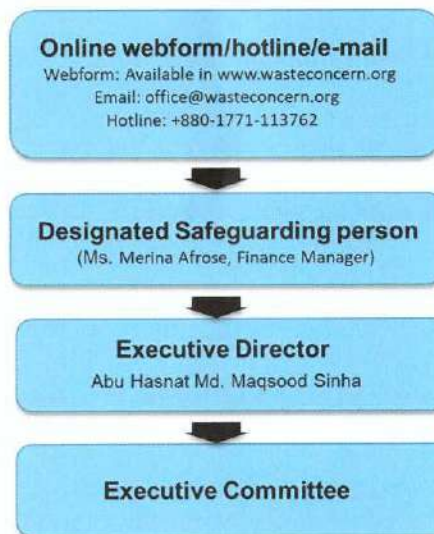 Online webform/hotline/e-mail
Webform: Available in www.wasteconcern.org
Email: office@wasteconcern.org
Hotline: +880-1771-113762
Designated Safeguarding person
(Ms. Merina Afrose, Finance Manager)
Executive Director
Abu Hasnat Md. Maqsood Sinha
Executive Committee